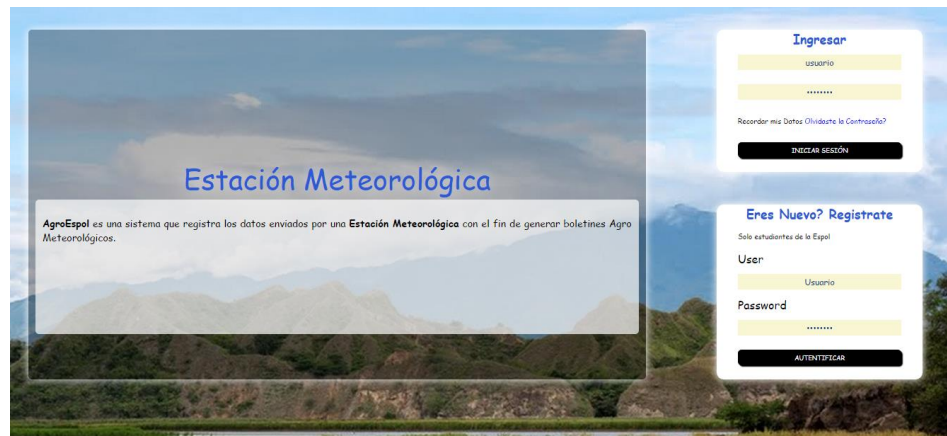 Estación Meteorológica
AgroEspol es una sistema que registra los datos enviados por una Estación Meteorológica con el fin de generar boletines Agro
Meteorológicos.
Ingresar
usuario
••••••••
Recordar mis Datos Olvidaste la Contraseña?
INICIAR SESIÓN
Eres Nuevo? Registrate
Solo estudiantes de la Espol
User
Usuario
Password
••••••••
AUTENTIFICAR